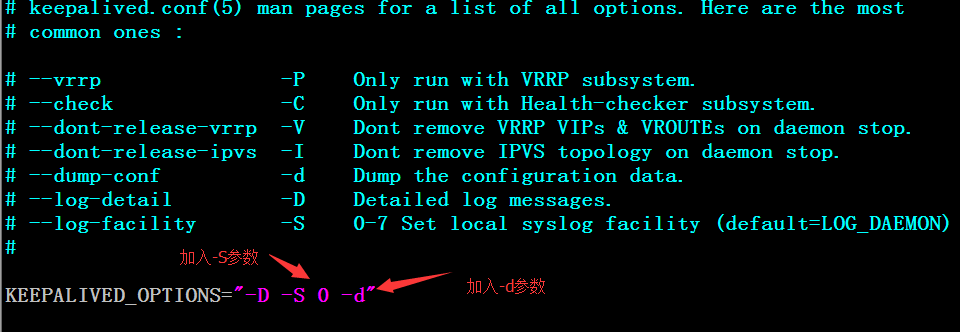 # keepalived.conf(5) man pages for a list of all options. Here are the most
# common ones :
# --vrrp -P Only run with VRRP subsystem.
# --check -C Only run with Health-checker subsystem.
# --dont-release-vrrp -V Dont remove VRRP VIPs & VROUTEs on daemon stop.
# --dont-release-ipvs -I Dont remove IPVS topology on daemon stop.
# --dump-conf -d Dump the configuration data.
# --log-detail -D Detailed log messages.
# --log-facility -S 0-7 Set local syslog facility (default=LOG_DAEMON)
#
加入-S参数
加入-d参数
KEEPALIVED_OPTIONS="-D -S 0 -d"